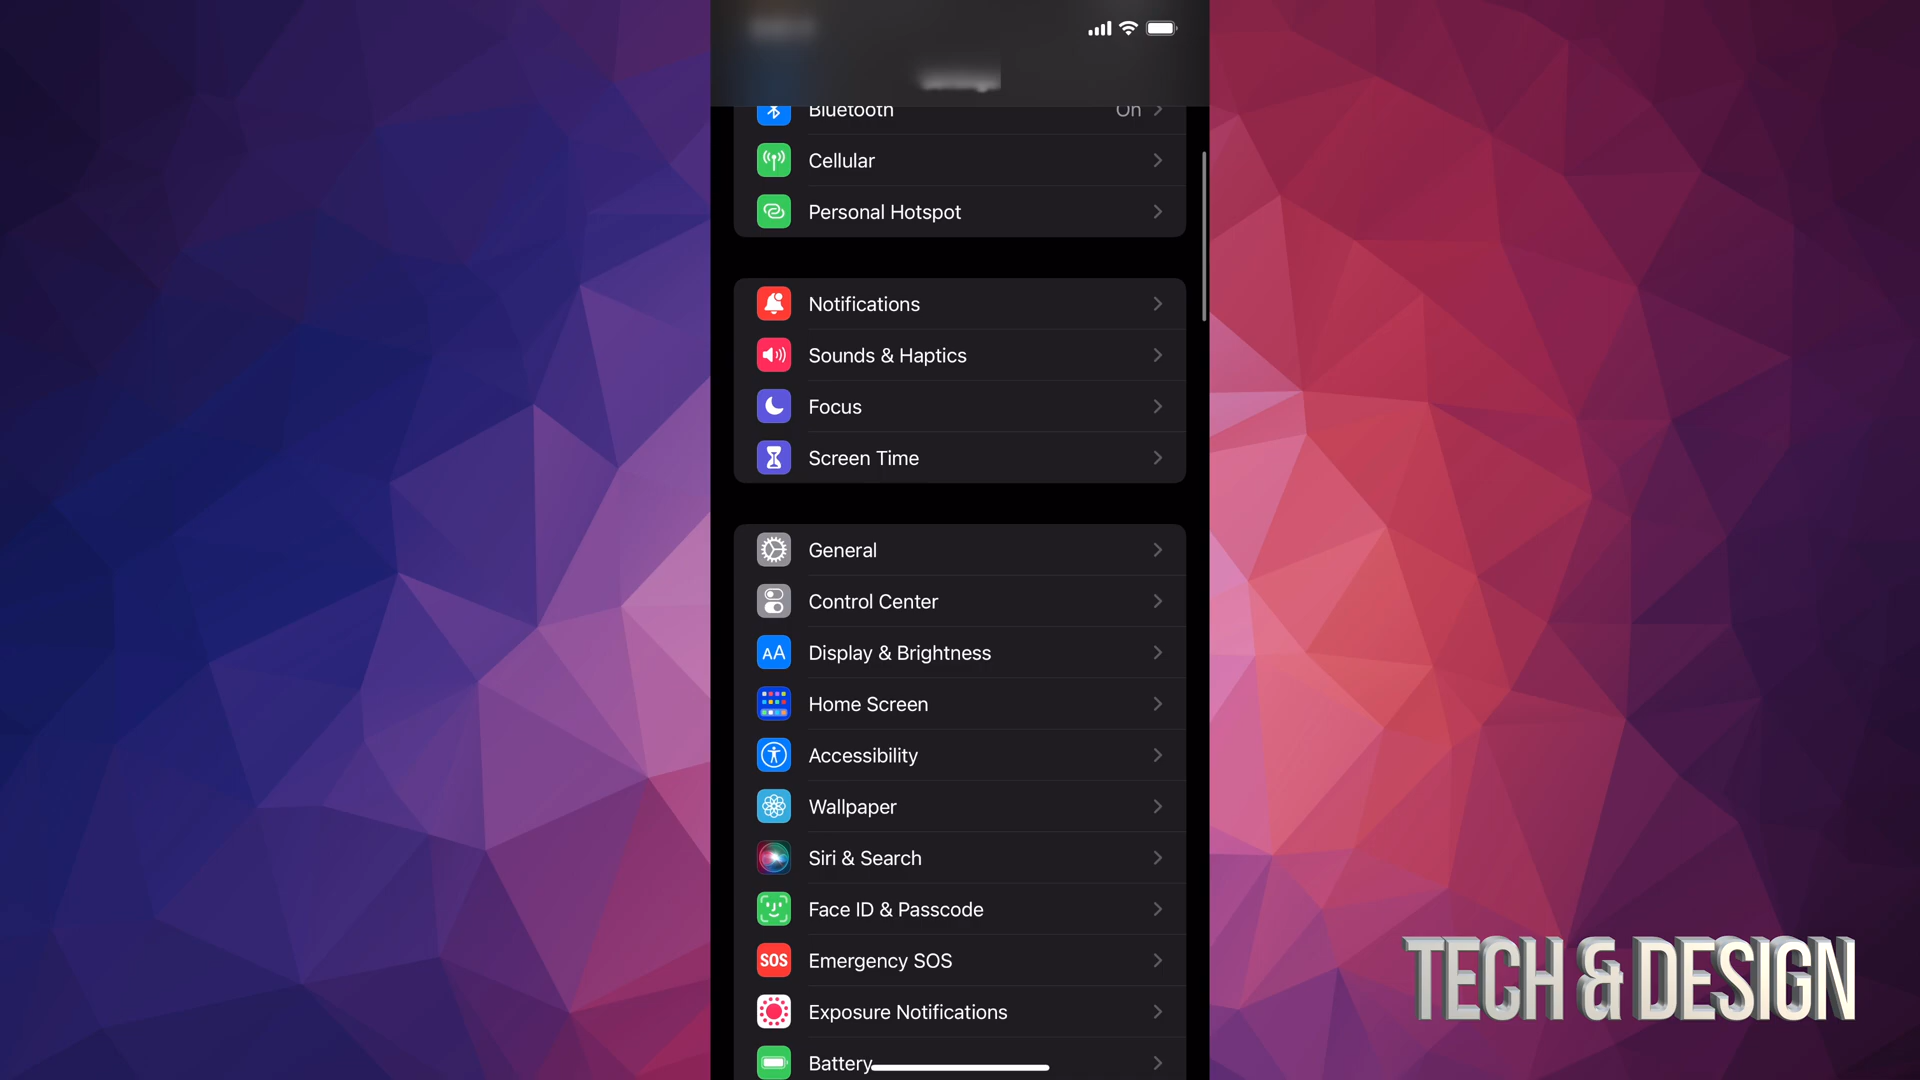 Bluetooth On
Cellular
Personal Hotspot
Notifications
Sounds & Haptics
Focus
Screen Time
General
Control Center
AA Display & Brightness
Home Screen
Accessibility
Wallpaper
Siri & Search
Face ID & Passcode
SOS Emergency SOS
Exposure Notifications
Battery
TECH & DESIGN